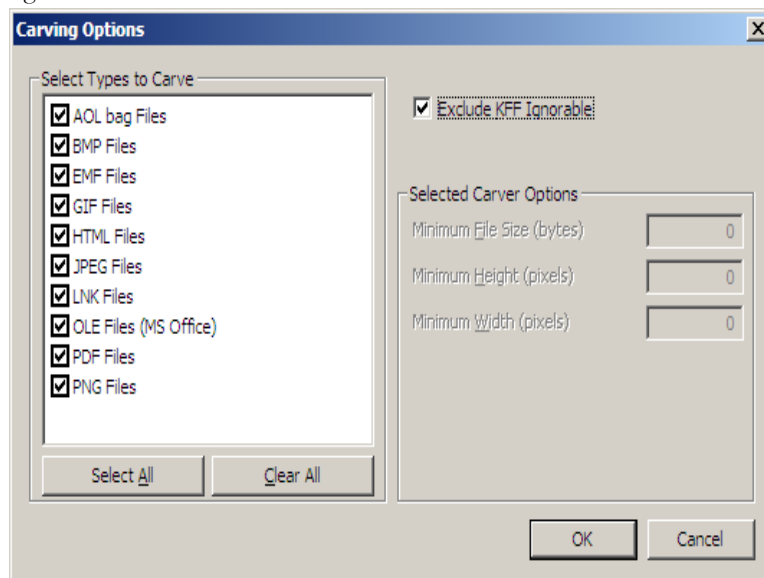 Carving Options
Select Types to Carve
AOL bag Files
BMP Files
EMF Files
GIF Files
HTML Files
JPEG Files
LNK Files
OLE Files (MS Office)
PDF Files
PNG Files
Select All
Clear All
Exclude KFF Ignorable
Selected Carver Options
Minimum File Size (bytes) 0
Minimum Height (pixels) 0
Minimum Width (pixels) 0
OK
Cancel